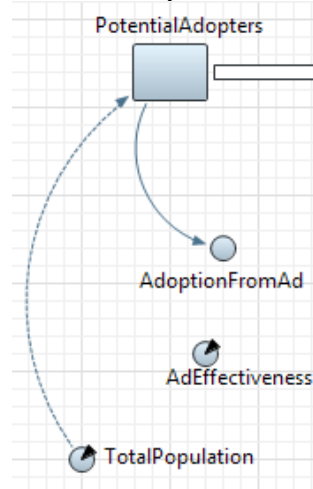 PotentialAdopters
AdoptionFromAd
AdEffectiveness
TotalPopulation